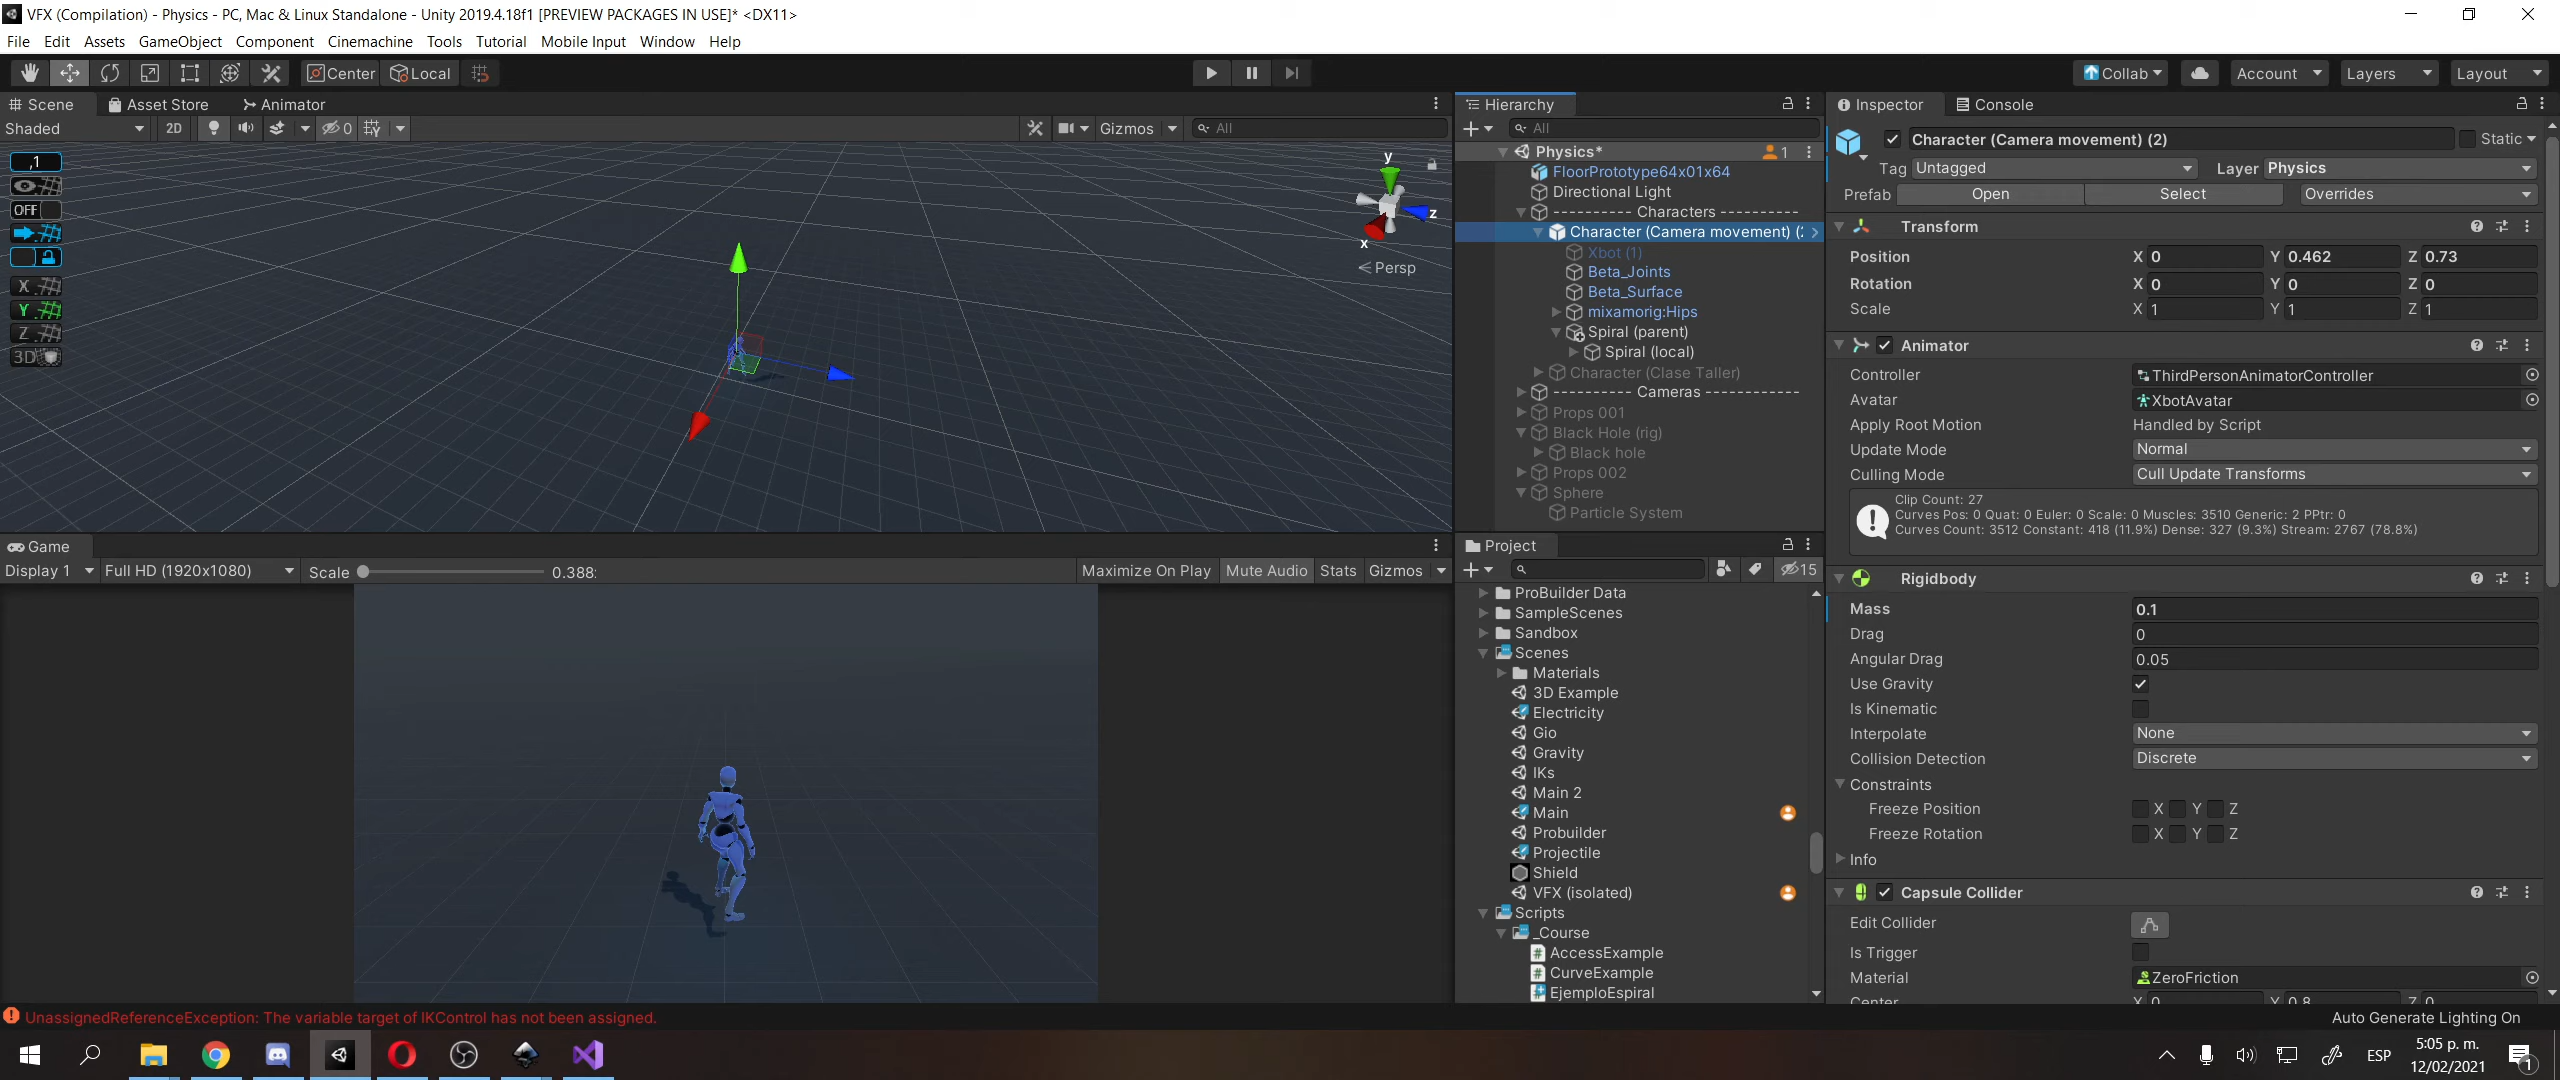 VFX (Compilation) - Physics - PC, Mac & Linux Standalone - Unity 2019.4.18f1 [PREVIEW PACKAGES IN USE]* <DX11>
File Edit Assets GameObject Component Cinemachine Tools Tutorial Mobile Input Window Help
Center Local
Collab Account Layers Layout
Scene Asset Store Animator
Shaded 2D 0 Gizmos All
,1
OFF
X
Y
Z
3D
y
z
x
Persp
Game
Display 1 Full HD (1920x1080) Scale 0.388: Maximize On Play Mute Audio Stats Gizmos
Hierarchy
All
Physics* 1
FloorPrototype64x01x64
Directional Light
---------- Characters ----------
Character (Camera movement) (2
Xbot (1)
Beta_Joints
Beta_Surface
mixamorig:Hips
Spiral (parent)
Spiral (local)
Character (Clase Taller)
---------- Cameras ------------
Props 001
Black Hole (rig)
Black hole
Props 002
Sphere
Particle System
Project
15
ProBuilder Data
SampleScenes
Sandbox
Scenes
Materials
3D Example
Electricity
Gio
Gravity
IKs
Main 2
Main
Probuilder
Projectile
Shield
VFX (isolated)
Scripts
_Course
AccessExample
CurveExample
EjemploEspiral
Inspector Console
Character (Camera movement) (2) Static
Tag Untagged Layer Physics
Prefab Open Select Overrides
Transform
Position X 0 Y 0.462 Z 0.73
Rotation X 0 Y 0 Z 0
Scale X 1 Y 1 Z 1
Animator
Controller ThirdPersonAnimatorController
Avatar XbotAvatar
Apply Root Motion Handled by Script
Update Mode Normal
Culling Mode Cull Update Transforms
Clip Count: 27
Curves Pos: 0 Quat: 0 Euler: 0 Scale: 0 Muscles: 3510 Generic: 2 PPtr: 0
Curves Count: 3512 Constant: 418 (11.9%) Dense: 327 (9.3%) Stream: 2767 (78.8%)
Rigidbody
Mass 0.1
Drag 0
Angular Drag 0.05
Use Gravity
Is Kinematic
Interpolate None
Collision Detection Discrete
Constraints
Freeze Position X Y Z
Freeze Rotation X Y Z
Info
Capsule Collider
Edit Collider
Is Trigger
Material ZeroFriction
Center X 0 Y 0.8 Z 0
UnassignedReferenceException: The variable target of IKControl has not been assigned.
Auto Generate Lighting On
ESP
5:05 p. m.
12/02/2021
1